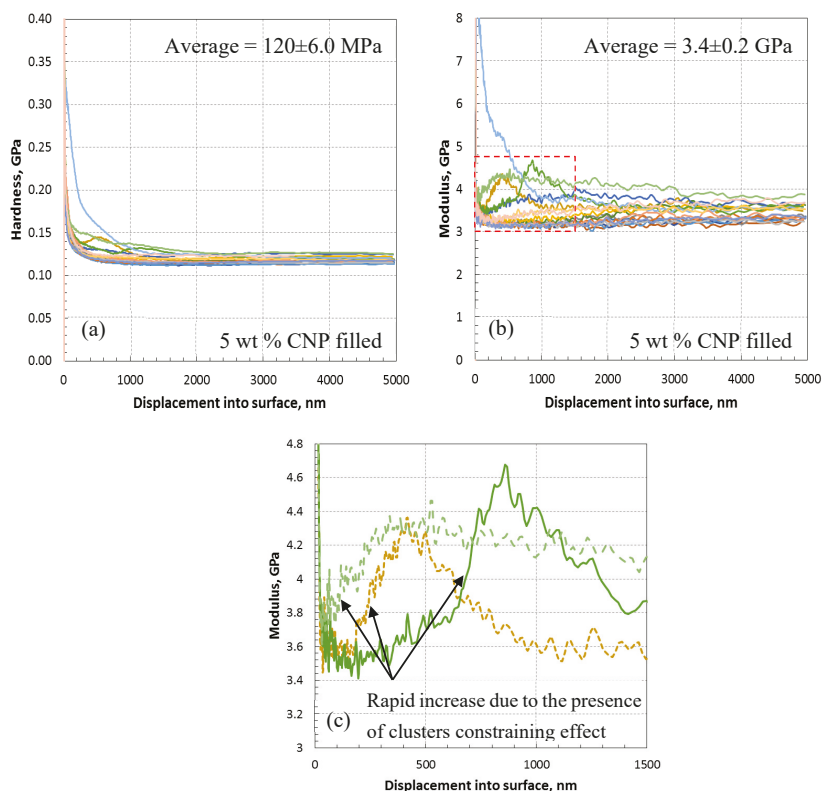 Average = 120±6.0 MPa
0.40
0.35
0.30
0.25
0.20
0.15
0.10
0.05
0.00
Hardness, GPa
(a)
5 wt % CNP filled
0
1000
2000
3000
4000
5000
Displacement into surface, nm
Average = 3.4±0.2 GPa
8
7
6
5
4
3
2
1
0
Modulus, GPa
(b)
5 wt % CNP filled
0
1000
2000
3000
4000
5000
Displacement into surface, nm
4.8
4.6
4.4
4.2
4
3.8
3.6
3.4
3.2
3
Modulus, GPa
Rapid increase due to the presence
of clusters constraining effect
(c)
0
500
1000
1500
Displacement into surface, nm